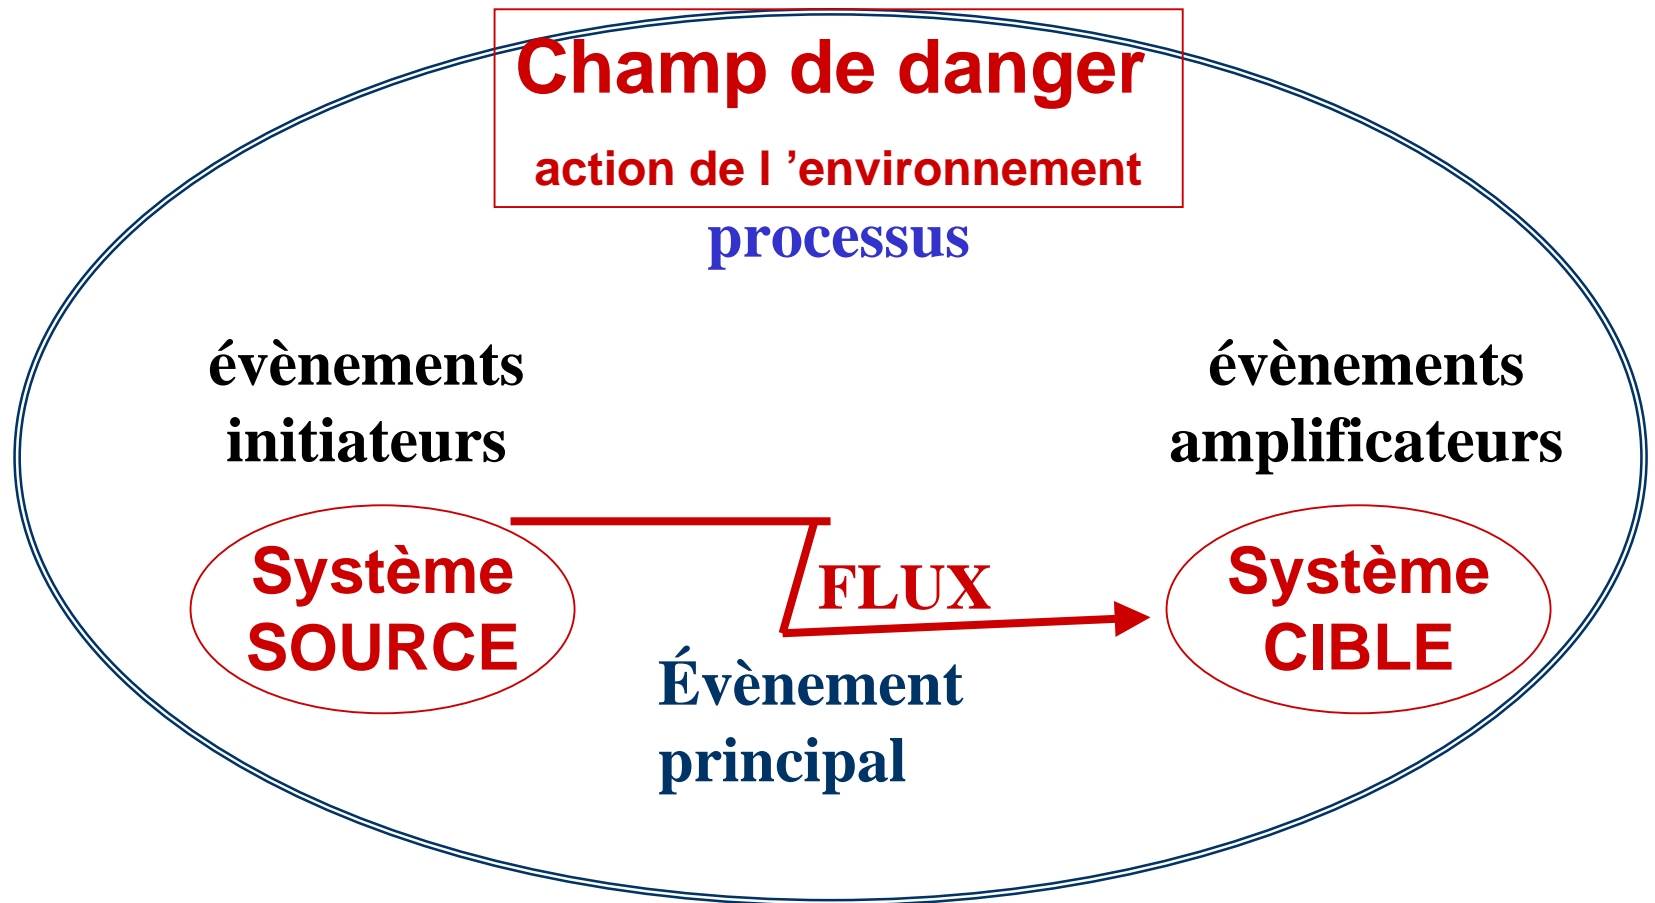 Champ de danger
action de l ’environnement
processus
évènements
initiateurs
évènements
amplificateurs
Système
SOURCE
FLUX
Système
CIBLE
Évènement
principal